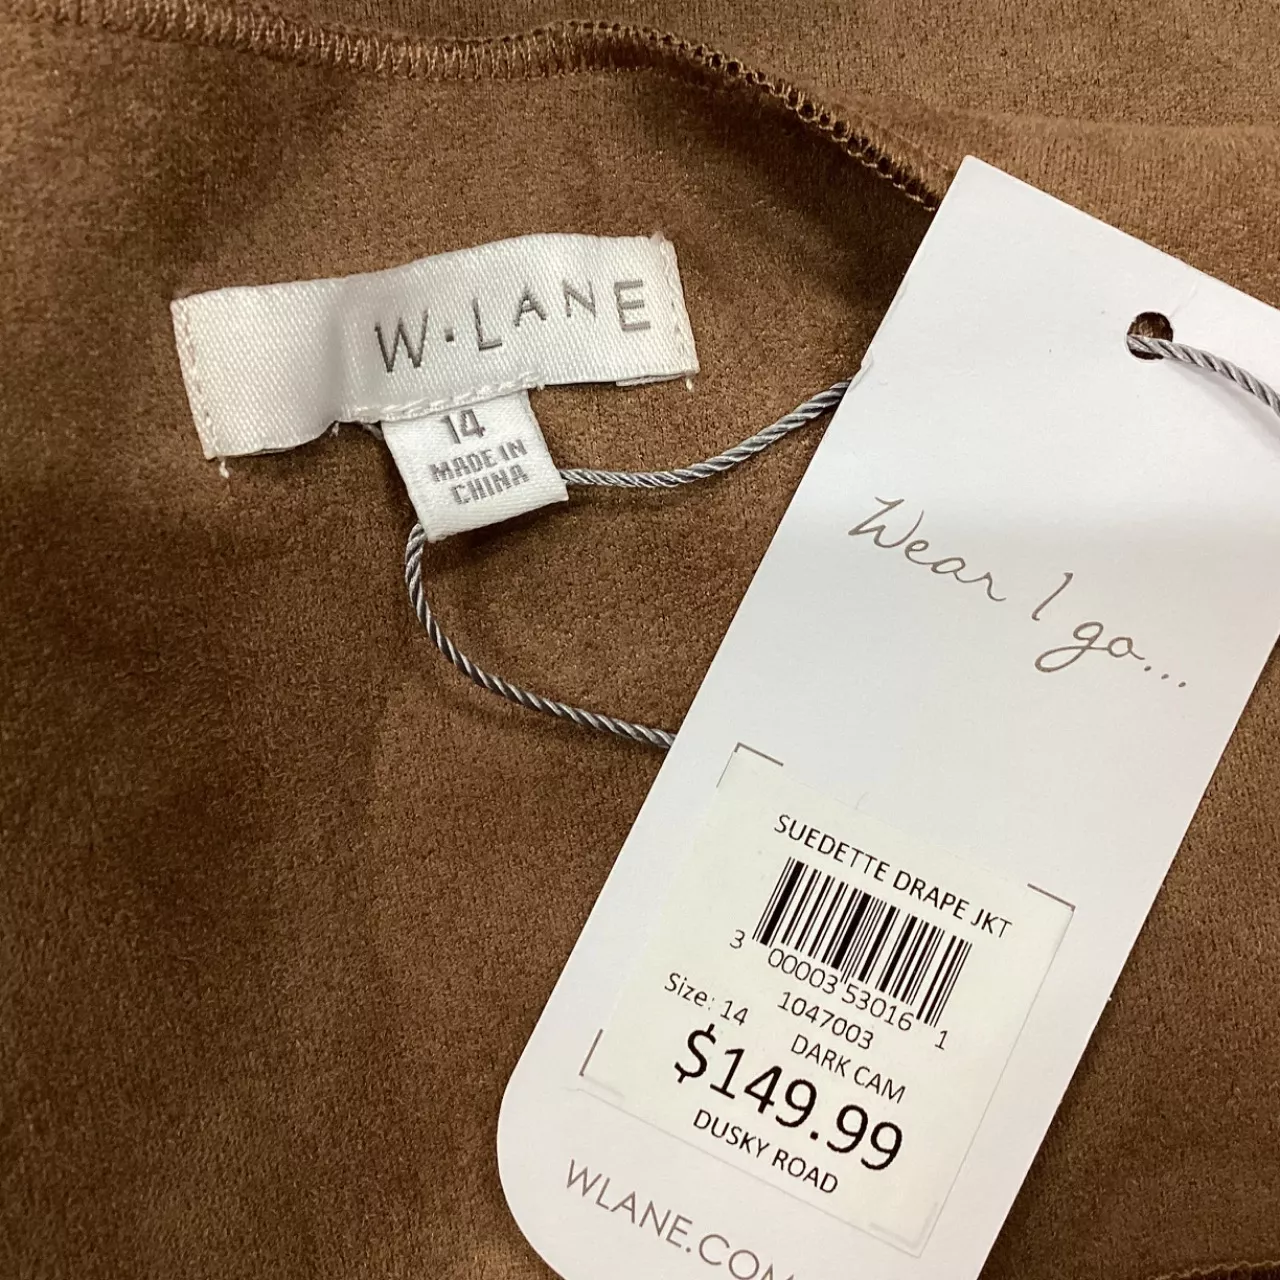 W·LANE
14
MADE IN
CHINA
Wear I go...
SUEDETTE DRAPE JKT
3 00003 53016 1
Size: 14 1047003
DARK CAM
$149.99
DUSKY ROAD
WLANE.COM